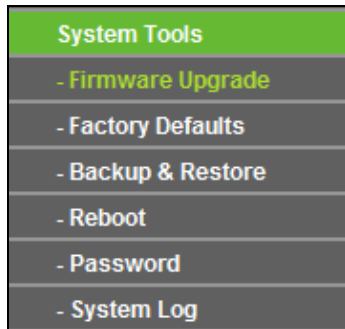 System Tools
- Firmware Upgrade
- Factory Defaults
- Backup & Restore
- Reboot
- Password
- System Log